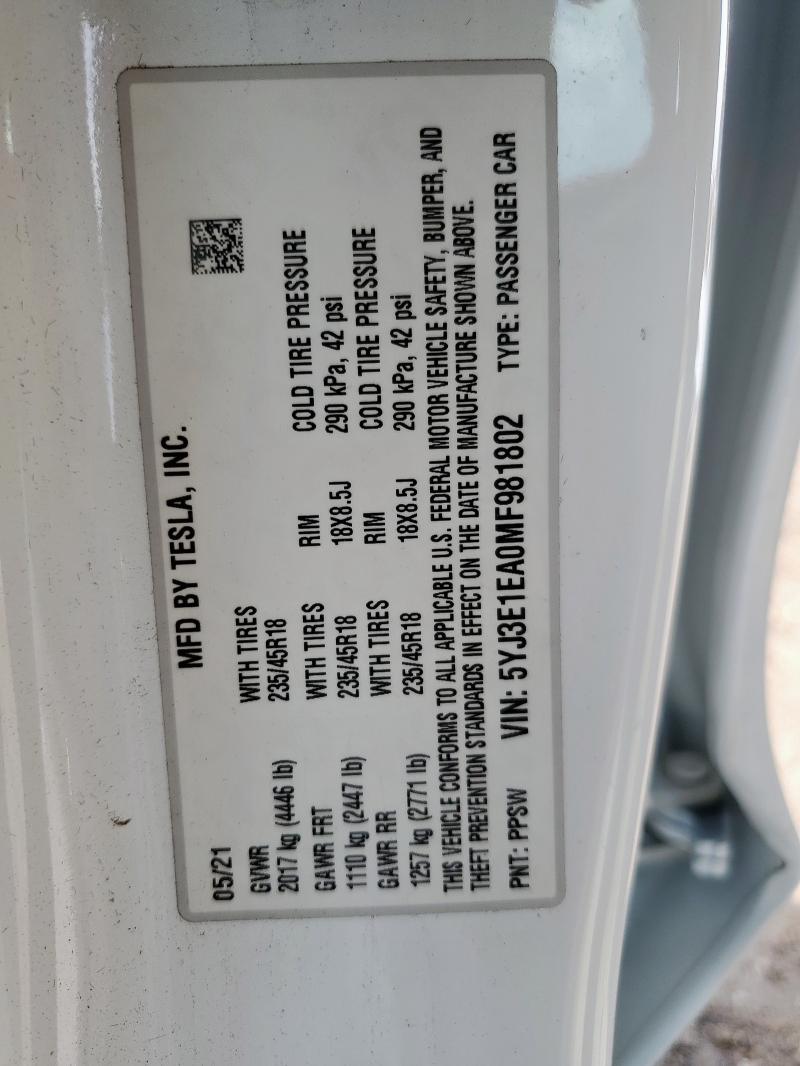 MFD BY TESLA, INC.
05/21
GVWR WITH TIRES
2017 kg (4446 lb) 235/45R18
GAWR FRT WITH TIRES RIM COLD TIRE PRESSURE
1110 kg (2447 lb) 235/45R18 18X8.5J 290 kPa, 42 psi
GAWR RR WITH TIRES RIM COLD TIRE PRESSURE
1257 kg (2771 lb) 235/45R18 18X8.5J 290 kPa, 42 psi
THIS VEHICLE CONFORMS TO ALL APPLICABLE U.S. FEDERAL MOTOR VEHICLE SAFETY, BUMPER, AND
THEFT PREVENTION STANDARDS IN EFFECT ON THE DATE OF MANUFACTURE SHOWN ABOVE.
PNT: PPSW VIN: 5YJ3E1EA0MF981802 TYPE: PASSENGER CAR